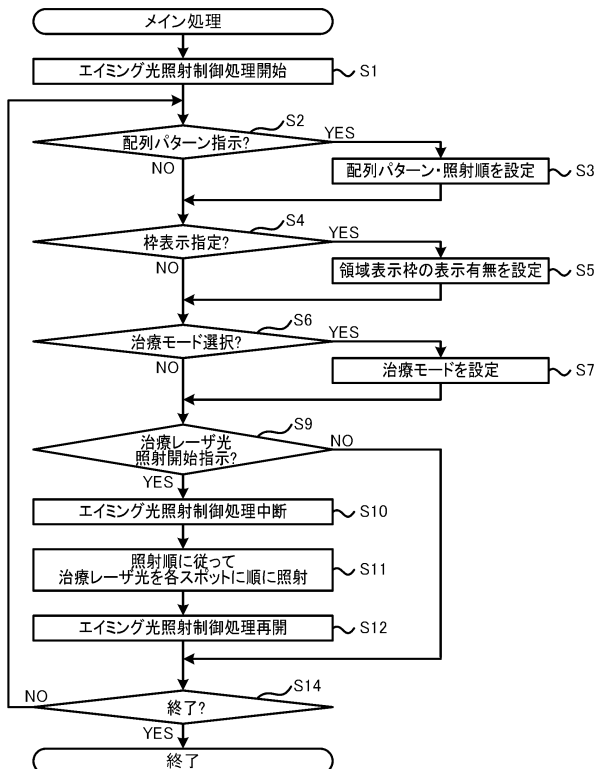 メイン処理
エイミング光照射制御処理開始
S1
配列パターン指示?
S2
YES
NO
配列パターン・照射順を設定
S3
枠表示指定?
S4
YES
NO
領域表示枠の表示有無を設定
S5
治療モード選択?
S6
YES
NO
治療モードを設定
S7
治療レーザ光
照射開始指示?
S9
NO
YES
エイミング光照射制御処理中断
S10
照射順に従って
治療レーザ光を各スポットに順に照射
S11
エイミング光照射制御処理再開
S12
終了?
S14
NO
YES
終了